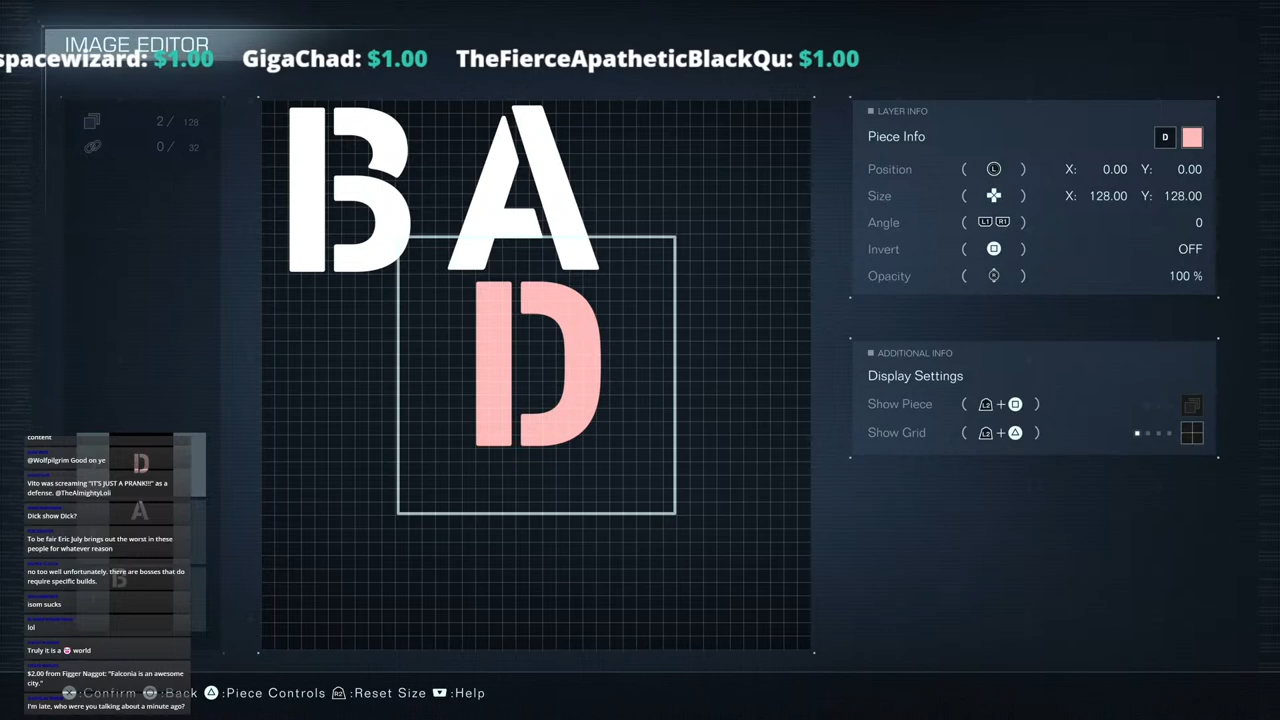 IMAGE EDITOR
spacewizard: $1.00 GigaChad: $1.00 TheFierceApatheticBlackQu: $1.00
2 / 128
0 / 32
B A
D
LAYER INFO
Piece Info D
Position ( L ) X: 0.00 Y: 0.00
Size ( ) X: 128.00 Y: 128.00
Angle L1 R1 0
Invert ( ) OFF
Opacity ( R ) 100 %
ADDITIONAL INFO
Display Settings
Show Piece ( L2 + )
Show Grid ( L2 + )
content
@Wolfpilgrim Good on ye
D
Vito was screaming "IT'S JUST A PRANK!!!" as a
defense. @TheAlmightyLoli
Dick show Dick?
A
To be fair Eric July brings out the worst in these
people for whatever reason
no too well unfortunately. there are bosses that do
require specific builds.
B
isom sucks
lol
Truly it is a world
$2.00 from Figger Naggot: "Falconia is an awesome
city."
I'm late, who were you talking about a minute ago?
:Confirm :Back :Piece Controls R2 :Reset Size :Help